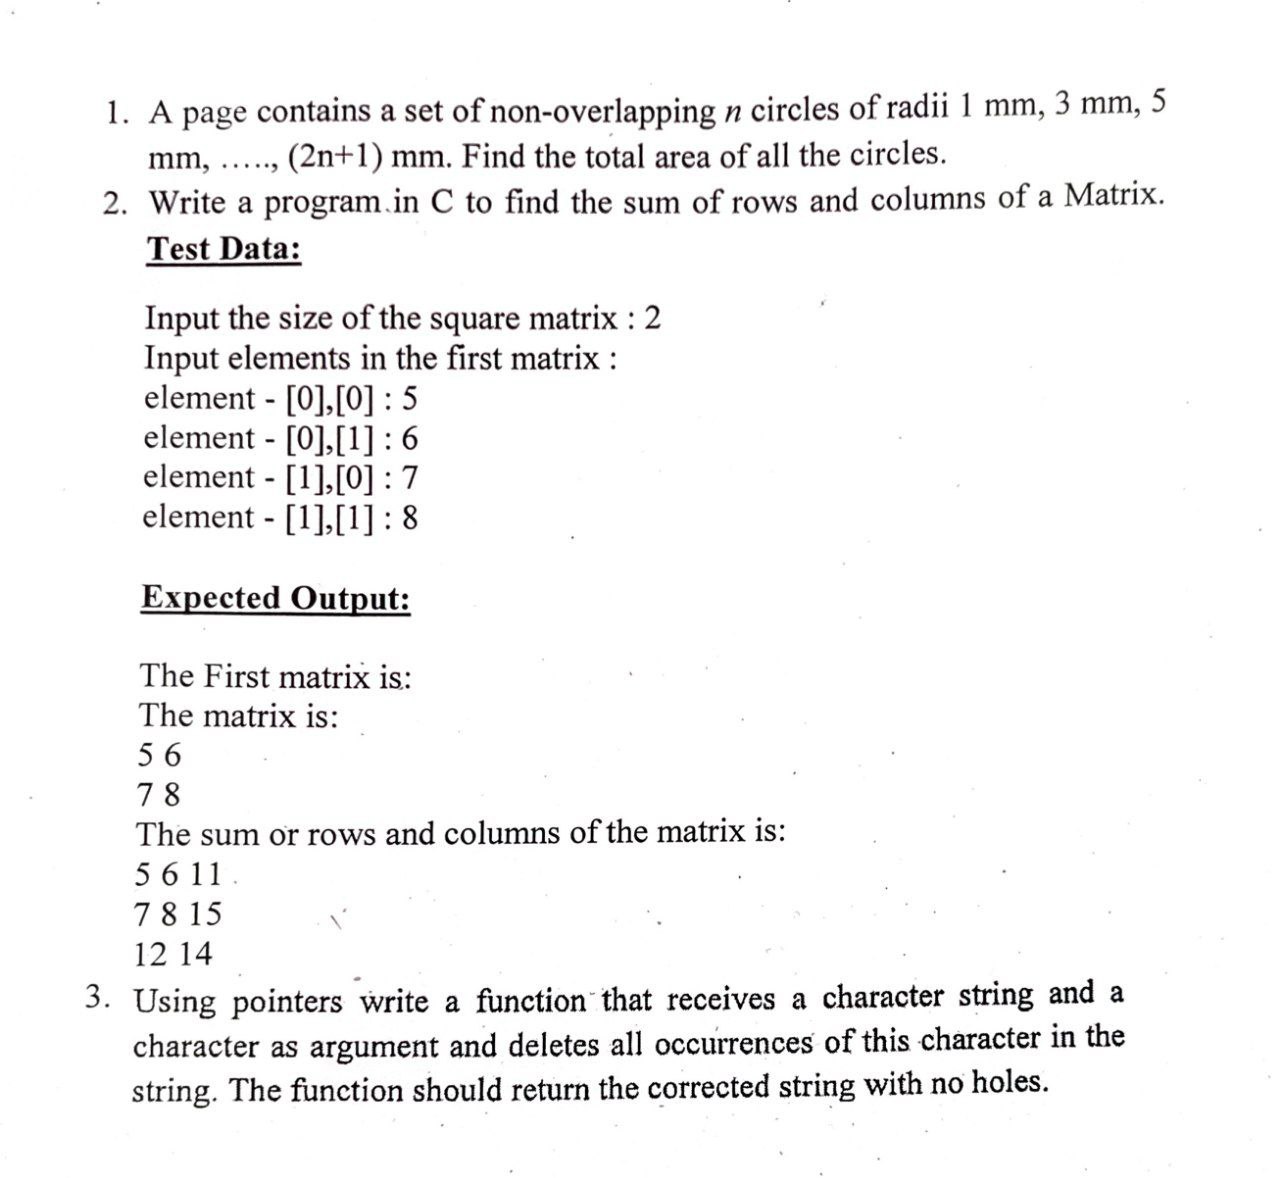 1. A page contains a set of non-overlapping n circles of radii 1 mm, 3 mm, 5
mm, ....., (2n+1) mm. Find the total area of all the circles.
2. Write a program in C to find the sum of rows and columns of a Matrix.
Test Data:
Input the size of the square matrix : 2
Input elements in the first matrix :
element - [0],[0] : 5
element - [0],[1] : 6
element - [1],[0] : 7
element - [1],[1] : 8
Expected Output:
The First matrix is:
The matrix is:
5 6
7 8
The sum or rows and columns of the matrix is:
5 6 11
7 8 15
12 14
3. Using pointers write a function that receives a character string and a
character as argument and deletes all occurrences of this character in the
string. The function should return the corrected string with no holes.